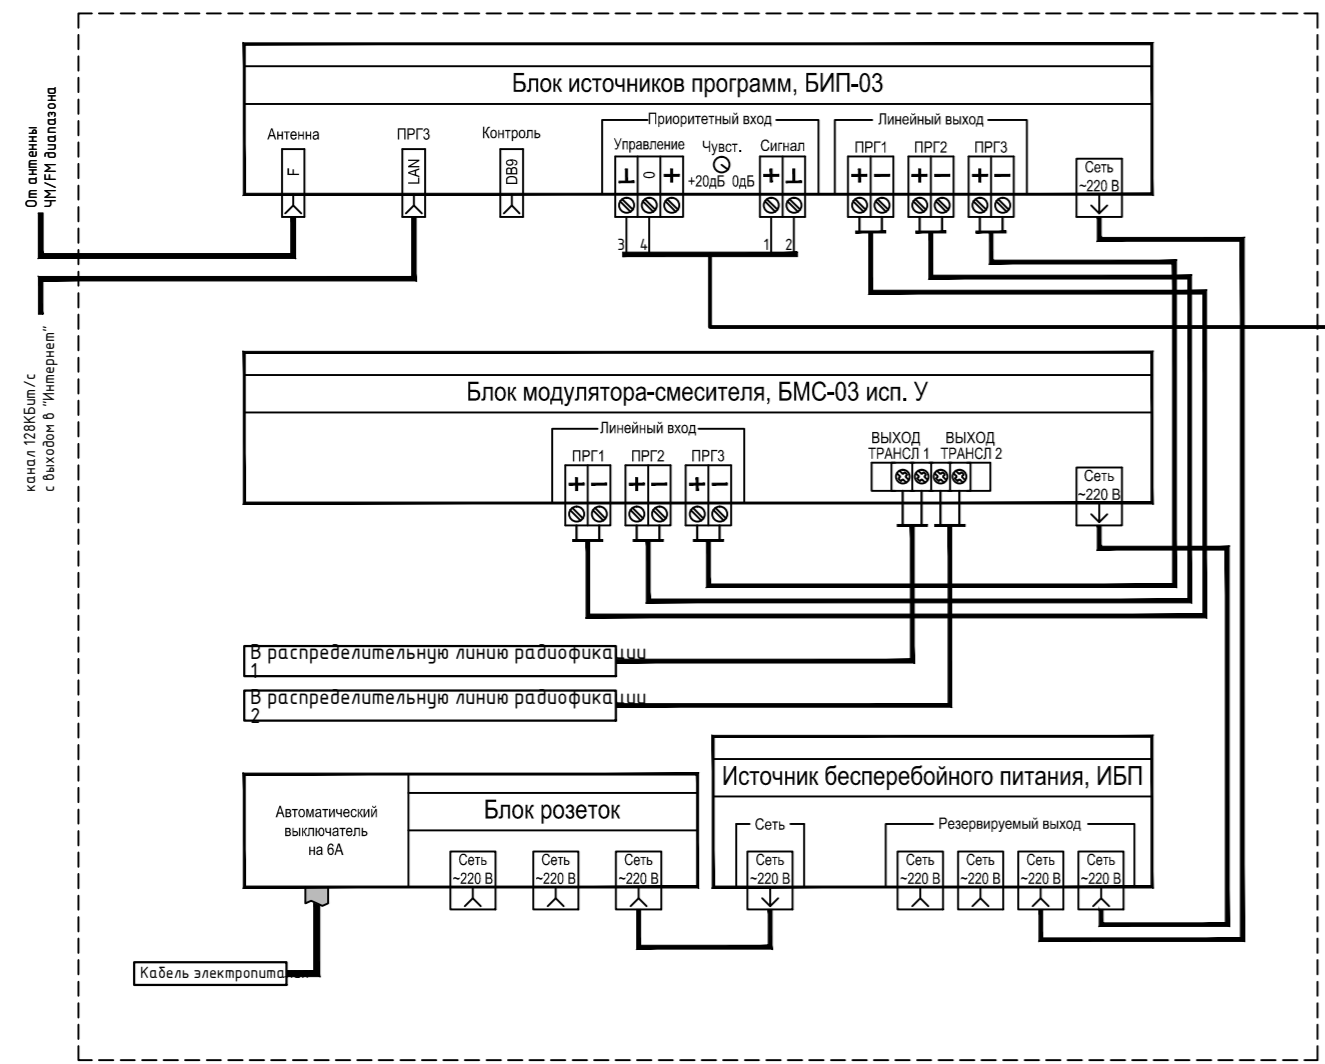 От антенны
ЧМ/FM диапазона
канал 128КБит/с
с выходом в "Интернет"
Блок источников программ, БИП-03
Антенна
F
ПРГ3
LAN
Контроль
DB9
Приоритетный вход
Управление
⊥ 0 +
Чувст.
+20дБ 0дБ
Сигнал
+ ⊥
3 4 1 2
Линейный выход
ПРГ1 ПРГ2 ПРГ3
+ − + − + −
Сеть
~220 В
Блок модулятора-смесителя, БМС-03 исп. У
Линейный вход
ПРГ1 ПРГ2 ПРГ3
+ − + − + −
ВЫХОД ВЫХОД
ТРАНСЛ 1 ТРАНСЛ 2
Сеть
~220 В
В распределительную линию радиофикации
1
В распределительную линию радиофикации
2
Автоматический
выключатель
на 6А
Блок розеток
Сеть Сеть Сеть
~220 В ~220 В ~220 В
Источник бесперебойного питания, ИБП
Сеть
Сеть
~220 В
Резервируемый выход
Сеть Сеть Сеть Сеть
~220 В ~220 В ~220 В ~220 В
Кабель электропитания